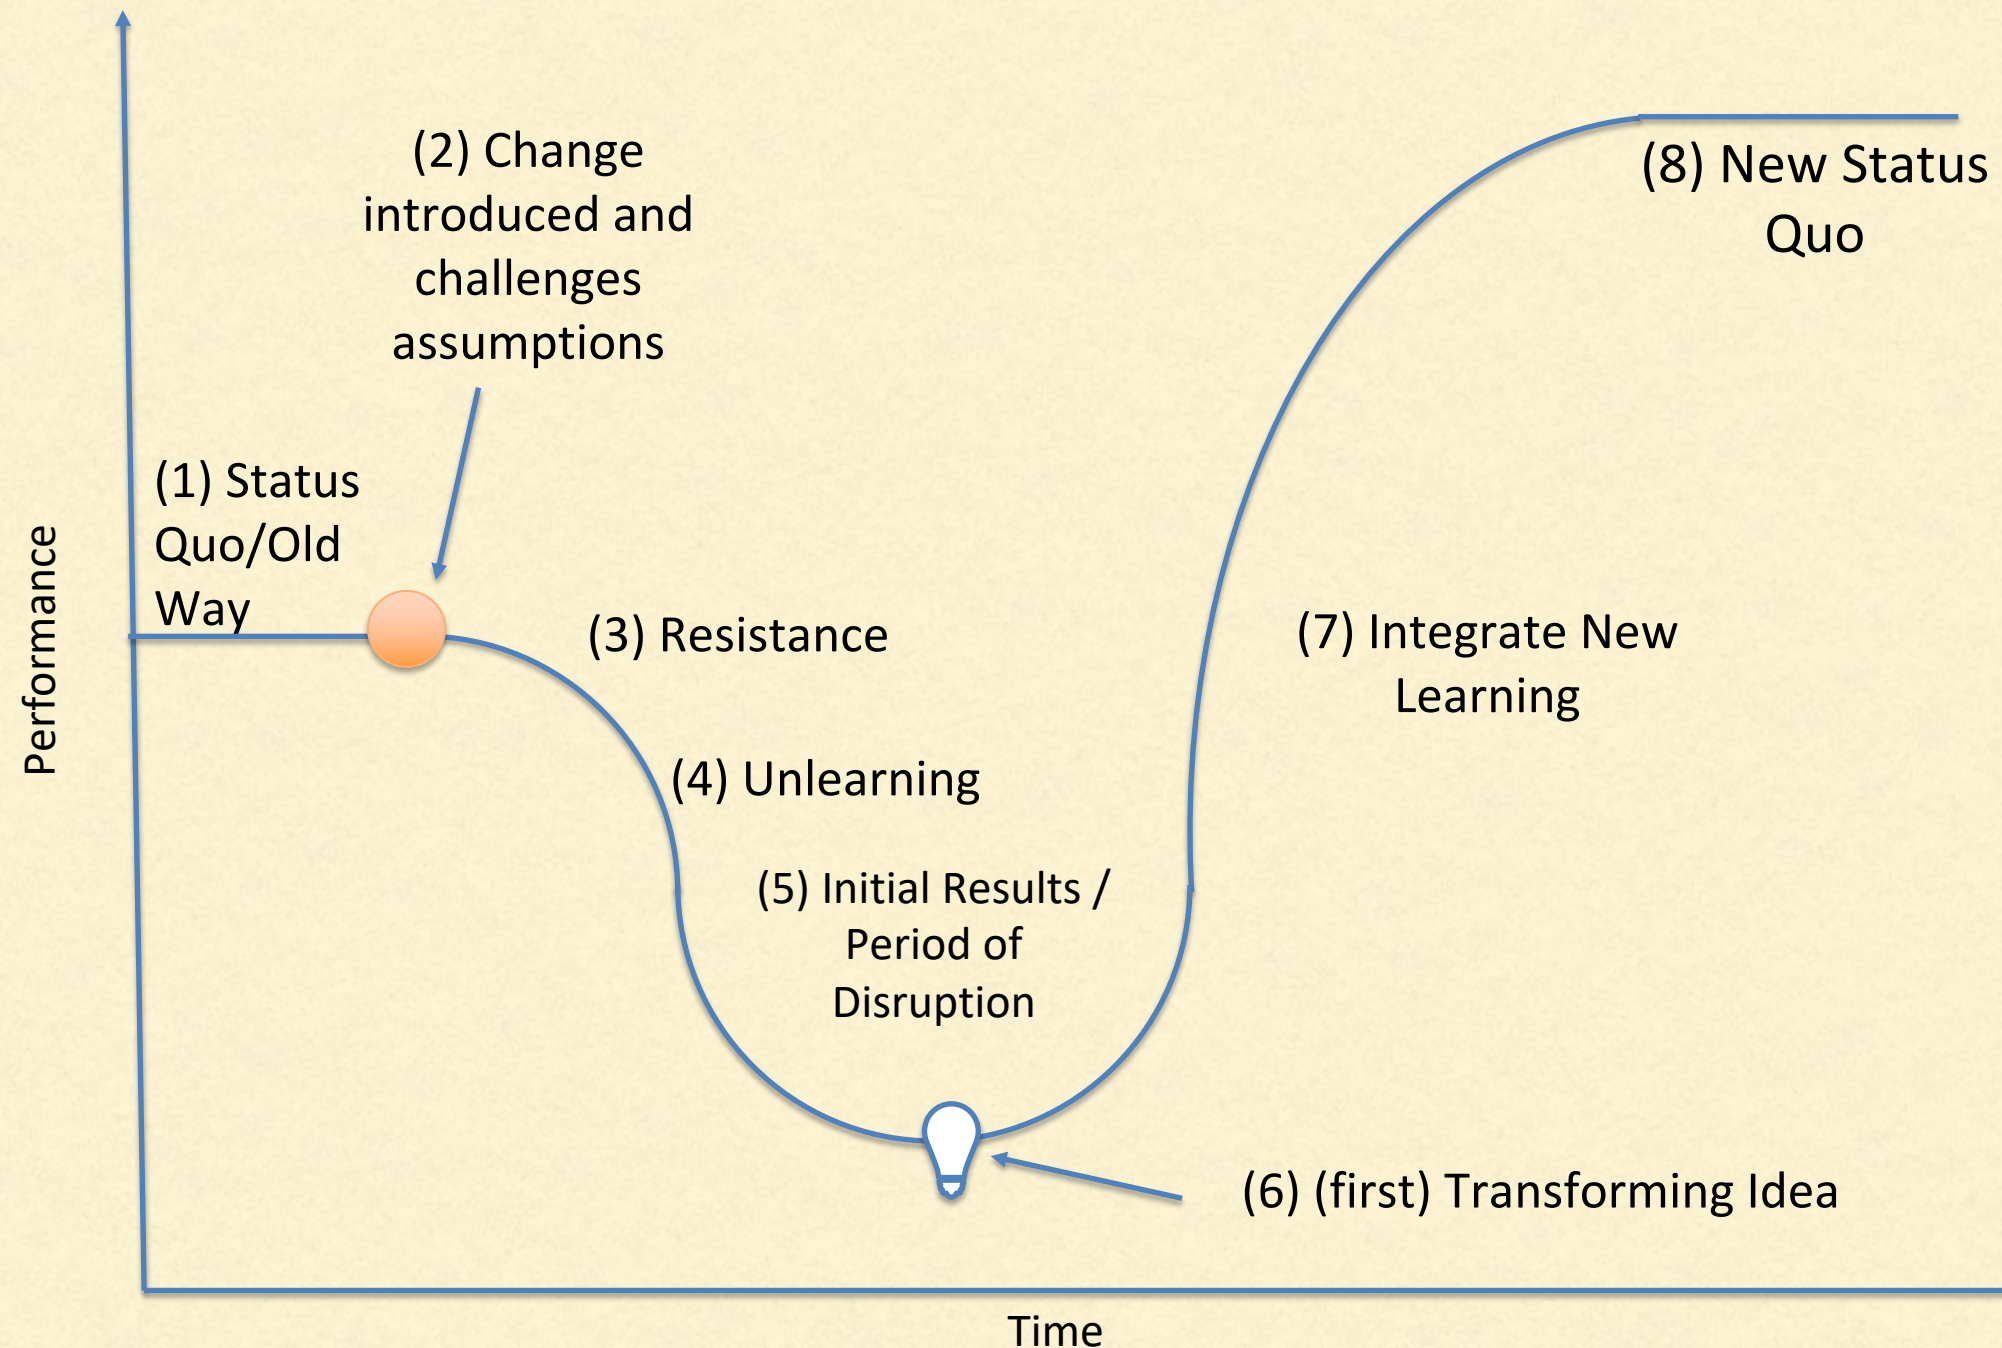 (2) Change
introduced and
challenges
assumptions
(8) New Status
Quo
(1) Status
Quo/Old
Way
Performance
(3) Resistance
(7) Integrate New
Learning
(4) Unlearning
(5) Initial Results /
Period of
Disruption
(6) (first) Transforming Idea
Time